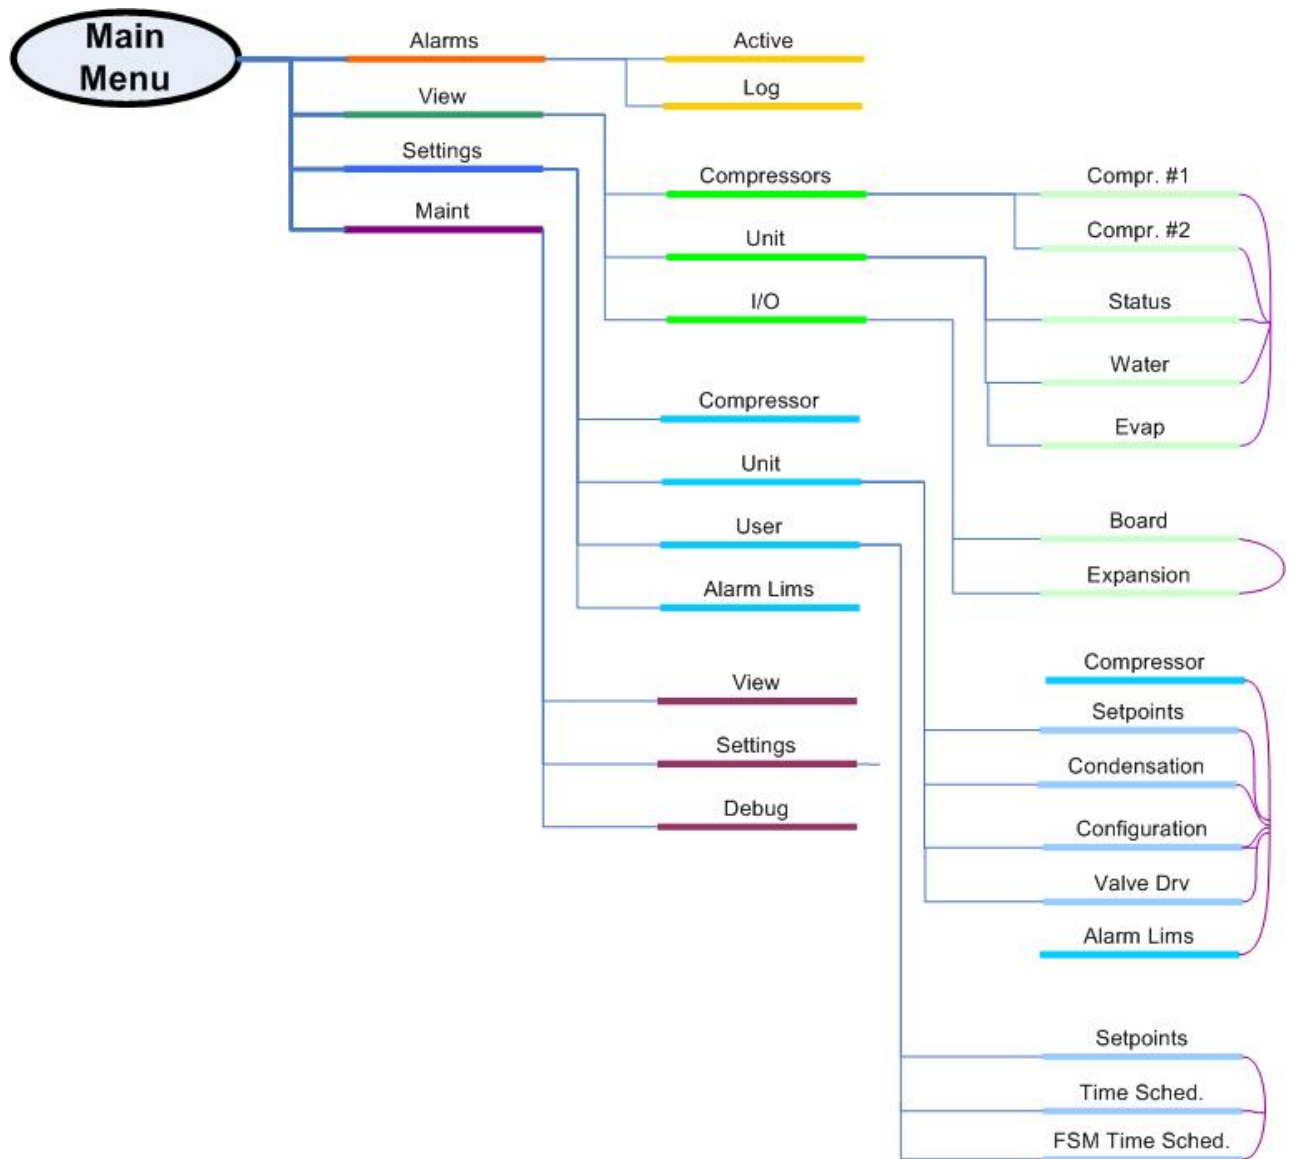 Main
Menu
Alarms
Active
Log
View
Settings
Maint
Compressors
Compr. #1
Compr. #2
Unit
Status
I/O
Water
Evap
Compressor
Unit
User
Alarm Lims
Board
Expansion
View
Settings
Debug
Compressor
Setpoints
Condensation
Configuration
Valve Drv
Alarm Lims
Setpoints
Time Sched.
FSM Time Sched.